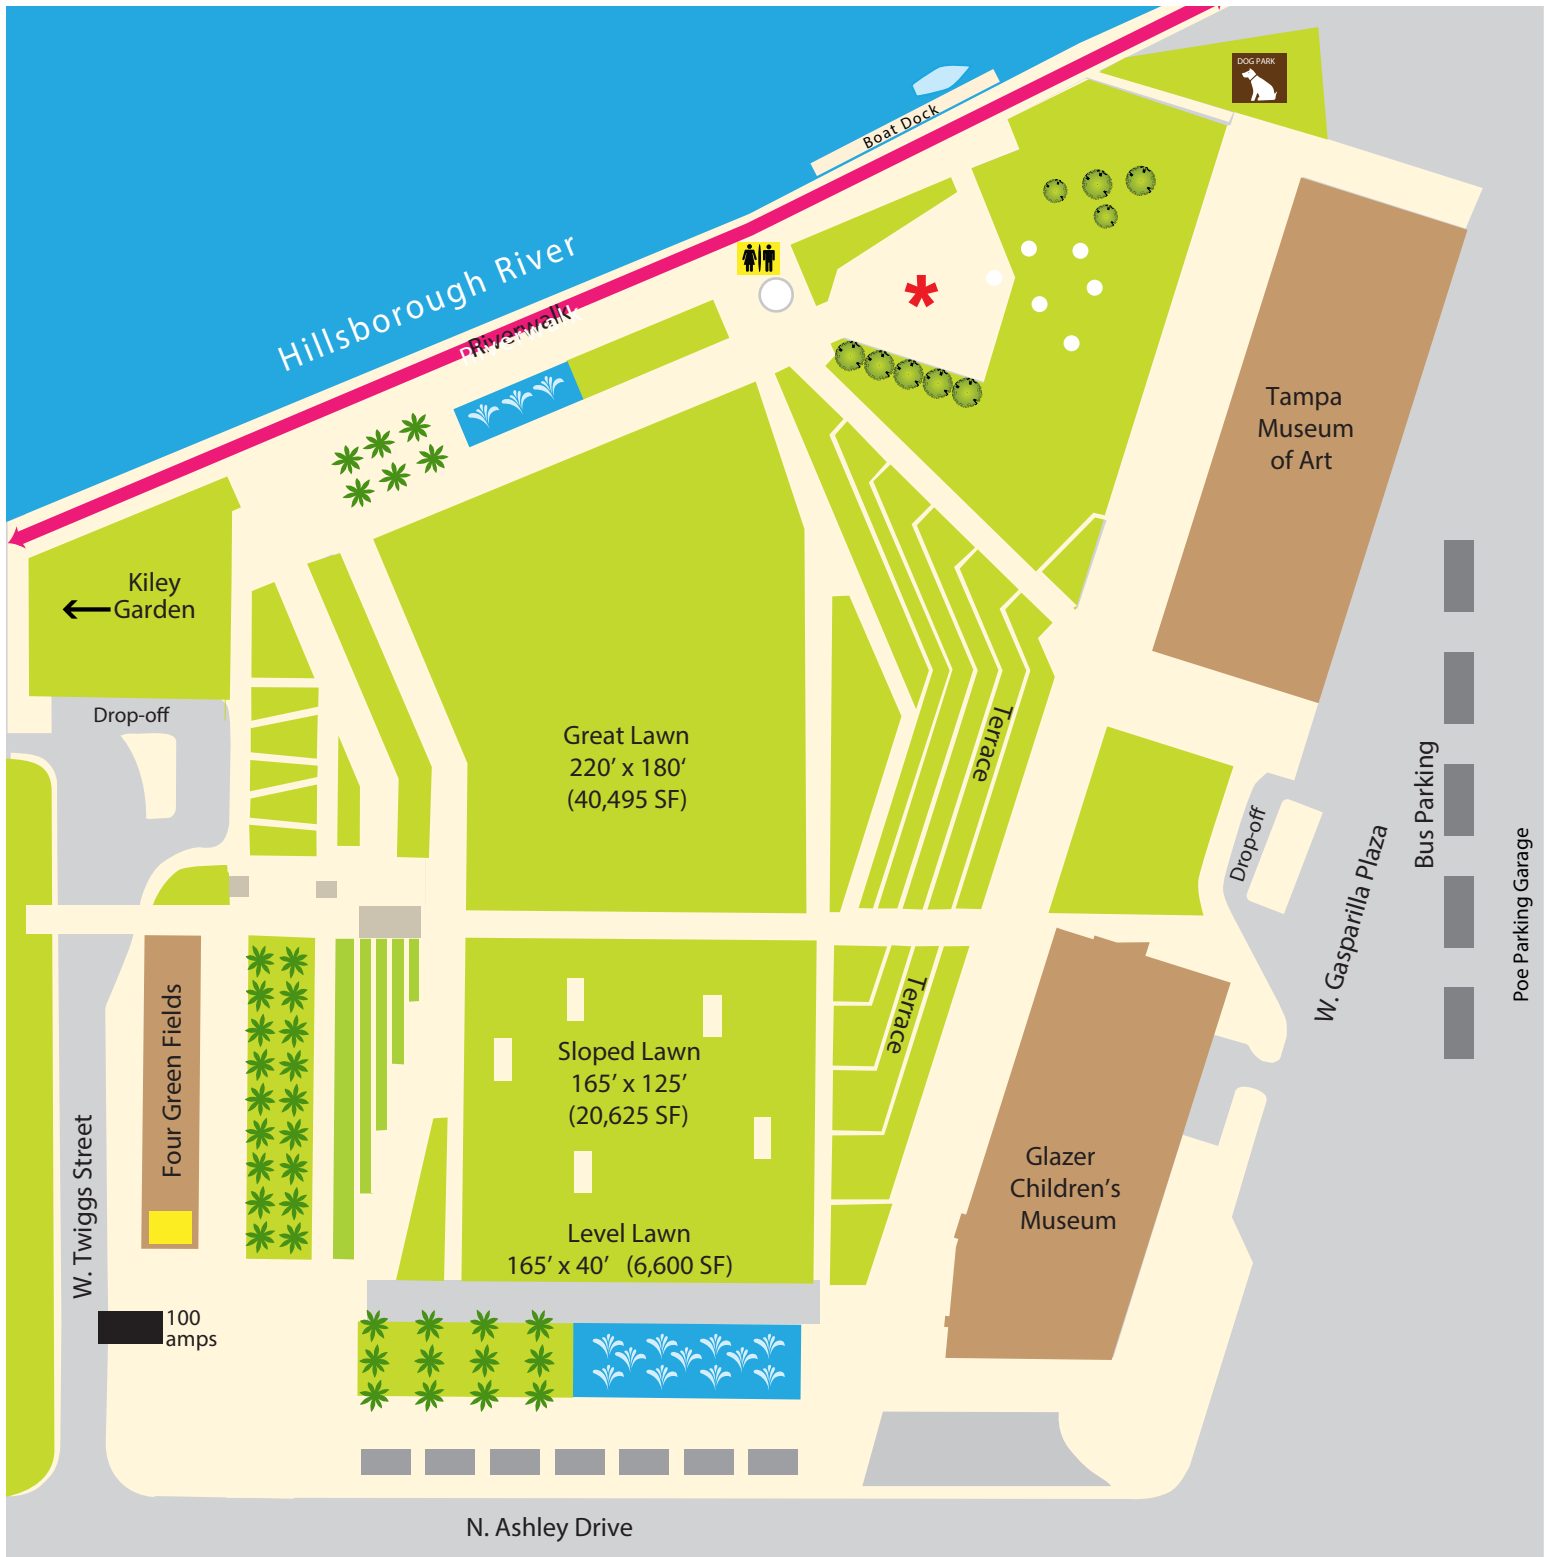 DOG PARK
Boat Dock
Hillsborough River
Riverwalk
Riverwalk
Tampa
Museum
of Art
Kiley
Garden
Drop-off
Great Lawn
220’ x 180‘
(40,495 SF)
Terrace
Drop-off
W. Gasparilla Plaza
Bus Parking
Poe Parking Garage
Four Green Fields
Sloped Lawn
165’ x 125’
(20,625 SF)
Terrace
Glazer
Children’s
Museum
W. Twiggs Street
Level Lawn
165’ x 40’ (6,600 SF)
100
amps
N. Ashley Drive